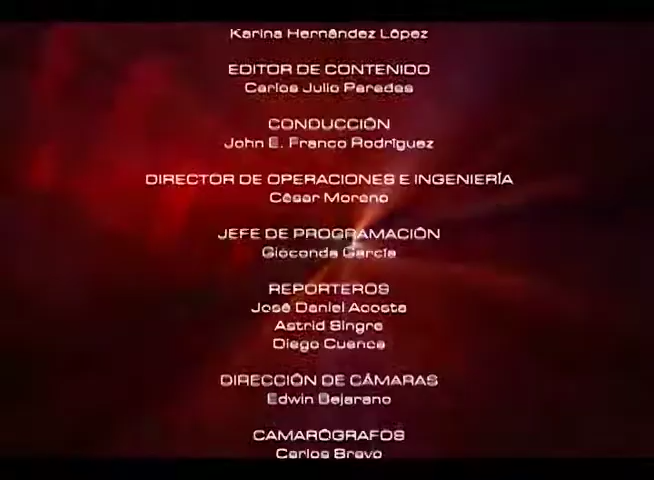 Karina Hernández López
EDITOR DE CONTENIDO
Carlos Julio Paredes
CONDUCCIÓN
John E. Franco Rodríguez
DIRECTOR DE OPERACIONES E INGENIERÍA
César Moreno
JEFE DE PROGRAMACIÓN
Gióconda García
REPORTEROS
José Daniel Acosta
Astrid Singre
Diego Cuenca
DIRECCIÓN DE CÁMARAS
Edwin Bejarano
CAMARÓGRAFOS
Carlos Bravo